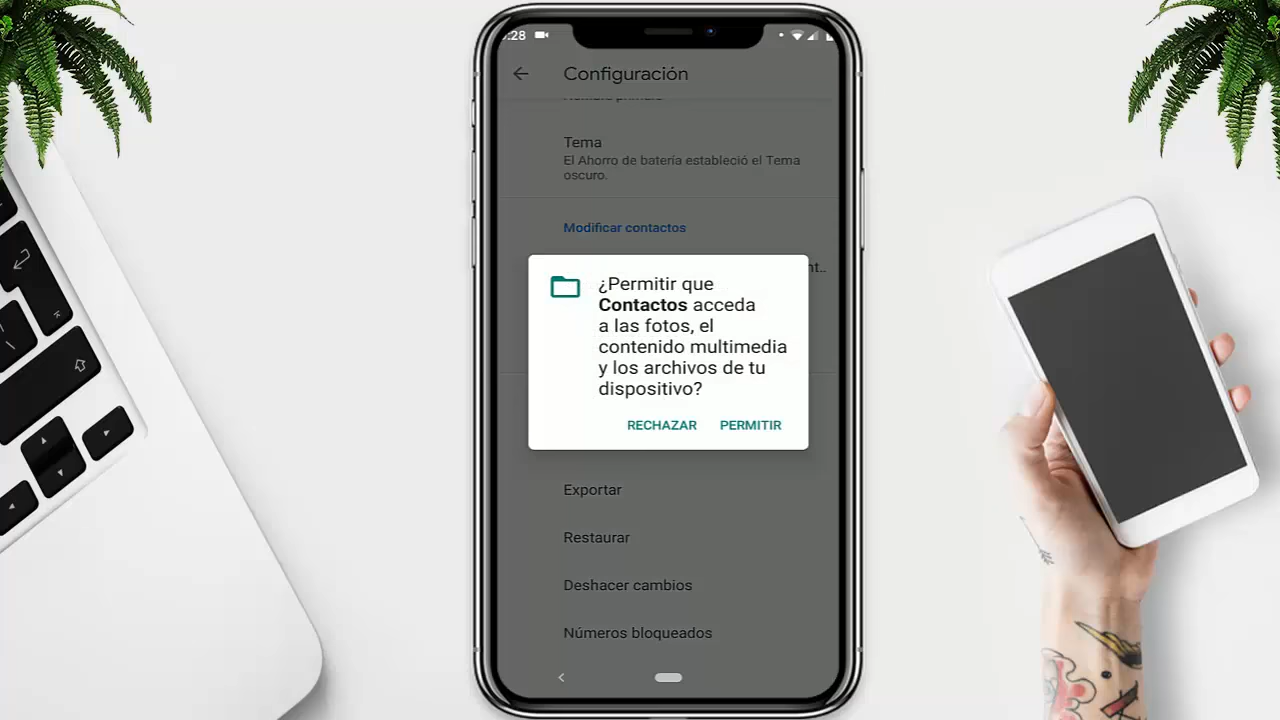 :28
Configuración
Tema
El Ahorro de batería estableció el Tema
oscuro.
Modificar contactos
nt..
¿Permitir que
Contactos acceda
a las fotos, el
contenido multimedia
y los archivos de tu
dispositivo?
RECHAZAR PERMITIR
Exportar
Restaurar
Deshacer cambios
Números bloqueados